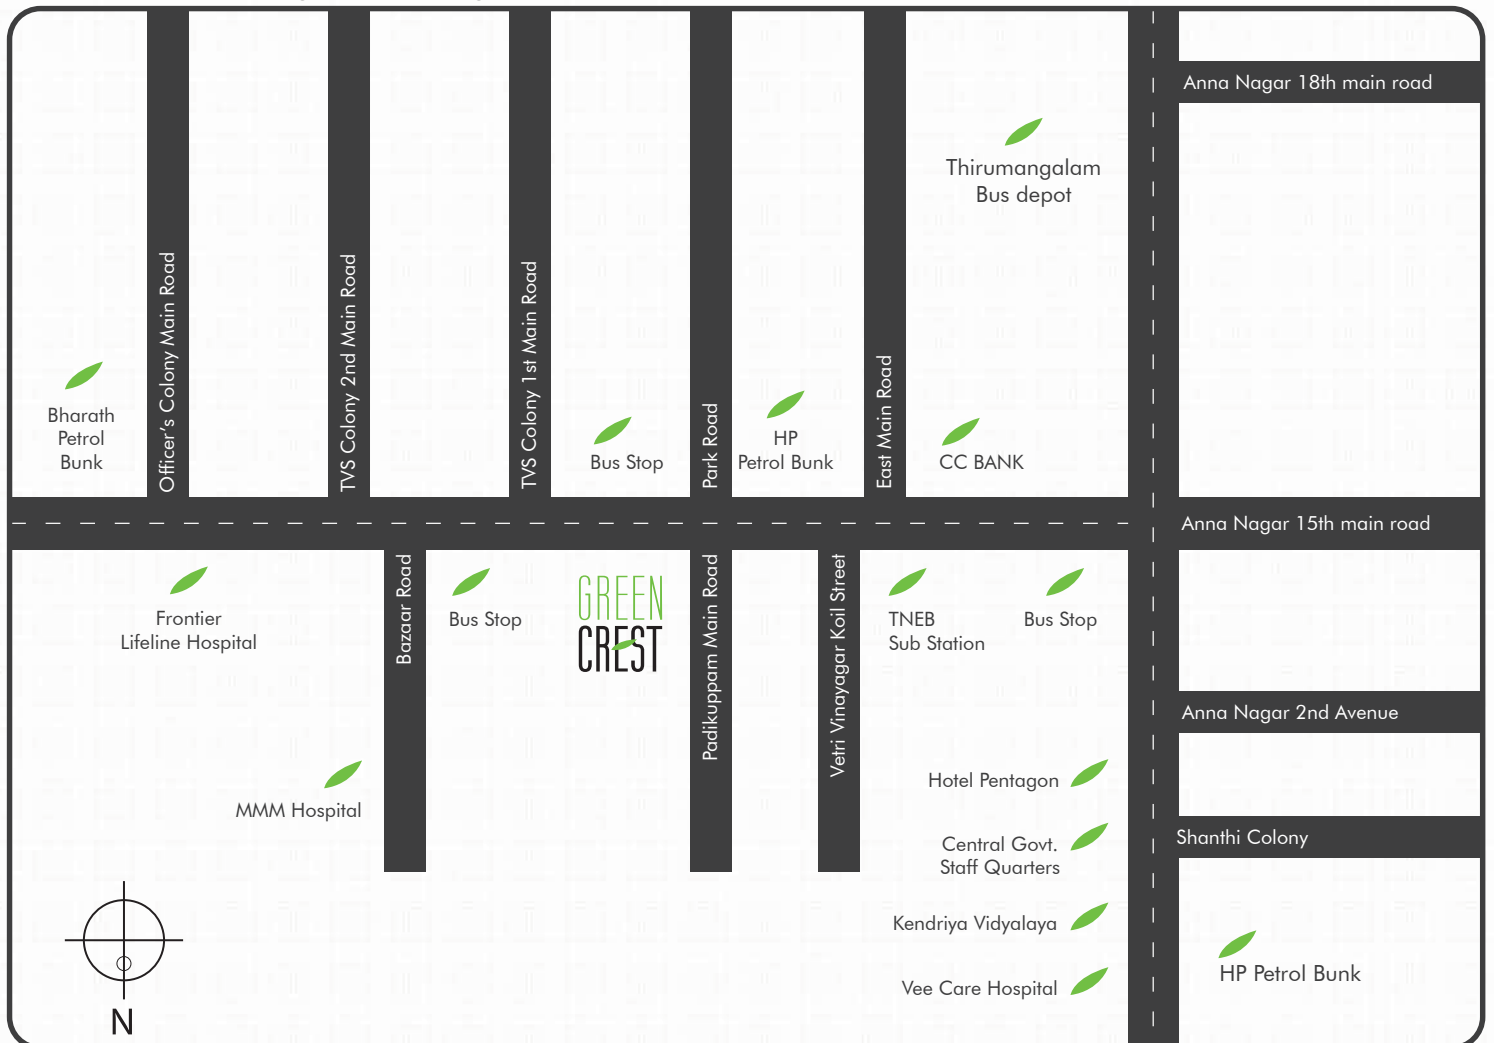 Anna Nagar 18th main road
Thirumangalam
Bus depot
Officer's Colony Main Road
TVS Colony 2nd Main Road
TVS Colony 1st Main Road
Park Road
East Main Road
Bharath
Petrol
Bunk
Bus Stop
HP
Petrol Bunk
CC BANK
Anna Nagar 15th main road
Frontier
Lifeline Hospital
Bazaar Road
Bus Stop
GREEN
CREST
Padikuppam Main Road
Vetri Vinayagar Koil Street
TNEB
Sub Station
Bus Stop
Anna Nagar 2nd Avenue
MMM Hospital
Hotel Pentagon
Shanthi Colony
Central Govt.
Staff Quarters
Kendriya Vidyalaya
HP Petrol Bunk
Vee Care Hospital
N